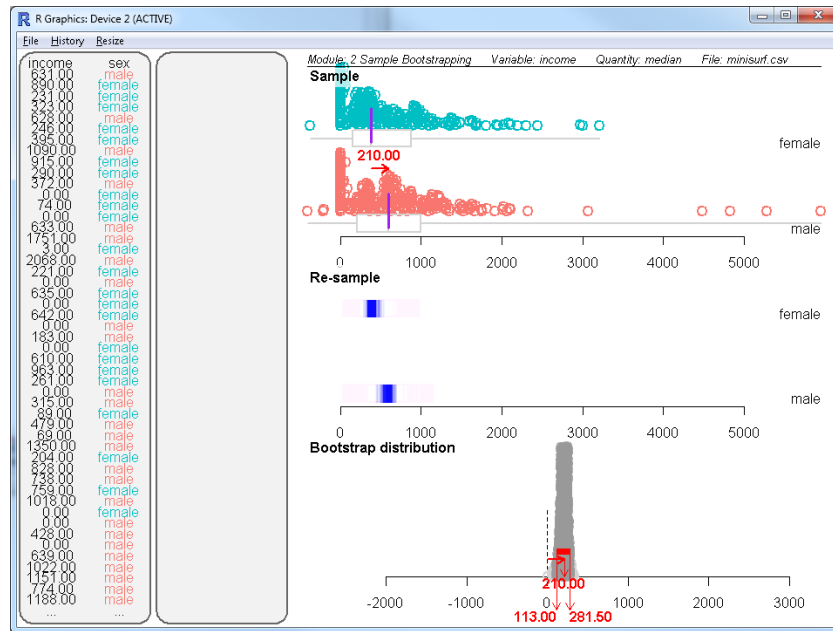 R Graphics: Device 2 (ACTIVE)
File History Resize
income sex
631.00 male
890.00 female
231.00 female
323.00 female
628.00 male
246.00 female
395.00 female
1090.00 male
915.00 female
290.00 female
372.00 male
0.00 female
74.00 female
0.00 female
633.00 male
1751.00 male
3.00 female
2068.00 male
221.00 female
0.00 male
635.00 female
0.00 female
642.00 female
0.00 male
183.00 male
0.00 female
610.00 female
963.00 female
261.00 female
0.00 male
315.00 male
89.00 female
479.00 male
69.00 male
1350.00 male
204.00 female
828.00 male
738.00 male
759.00 female
1018.00 male
0.00 female
0.00 male
428.00 male
0.00 male
639.00 male
1022.00 male
1151.00 male
774.00 male
1188.00 male
... ...
Module: 2 Sample Bootstrapping Variable: income Quantity: median File: minisurf.csv
Sample
female
210.00
male
0 1000 2000 3000 4000 5000
Re-sample
female
male
0 1000 2000 3000 4000 5000
Bootstrap distribution
210.00
-2000 -1000 0 1000 2000 3000
113.00 281.50